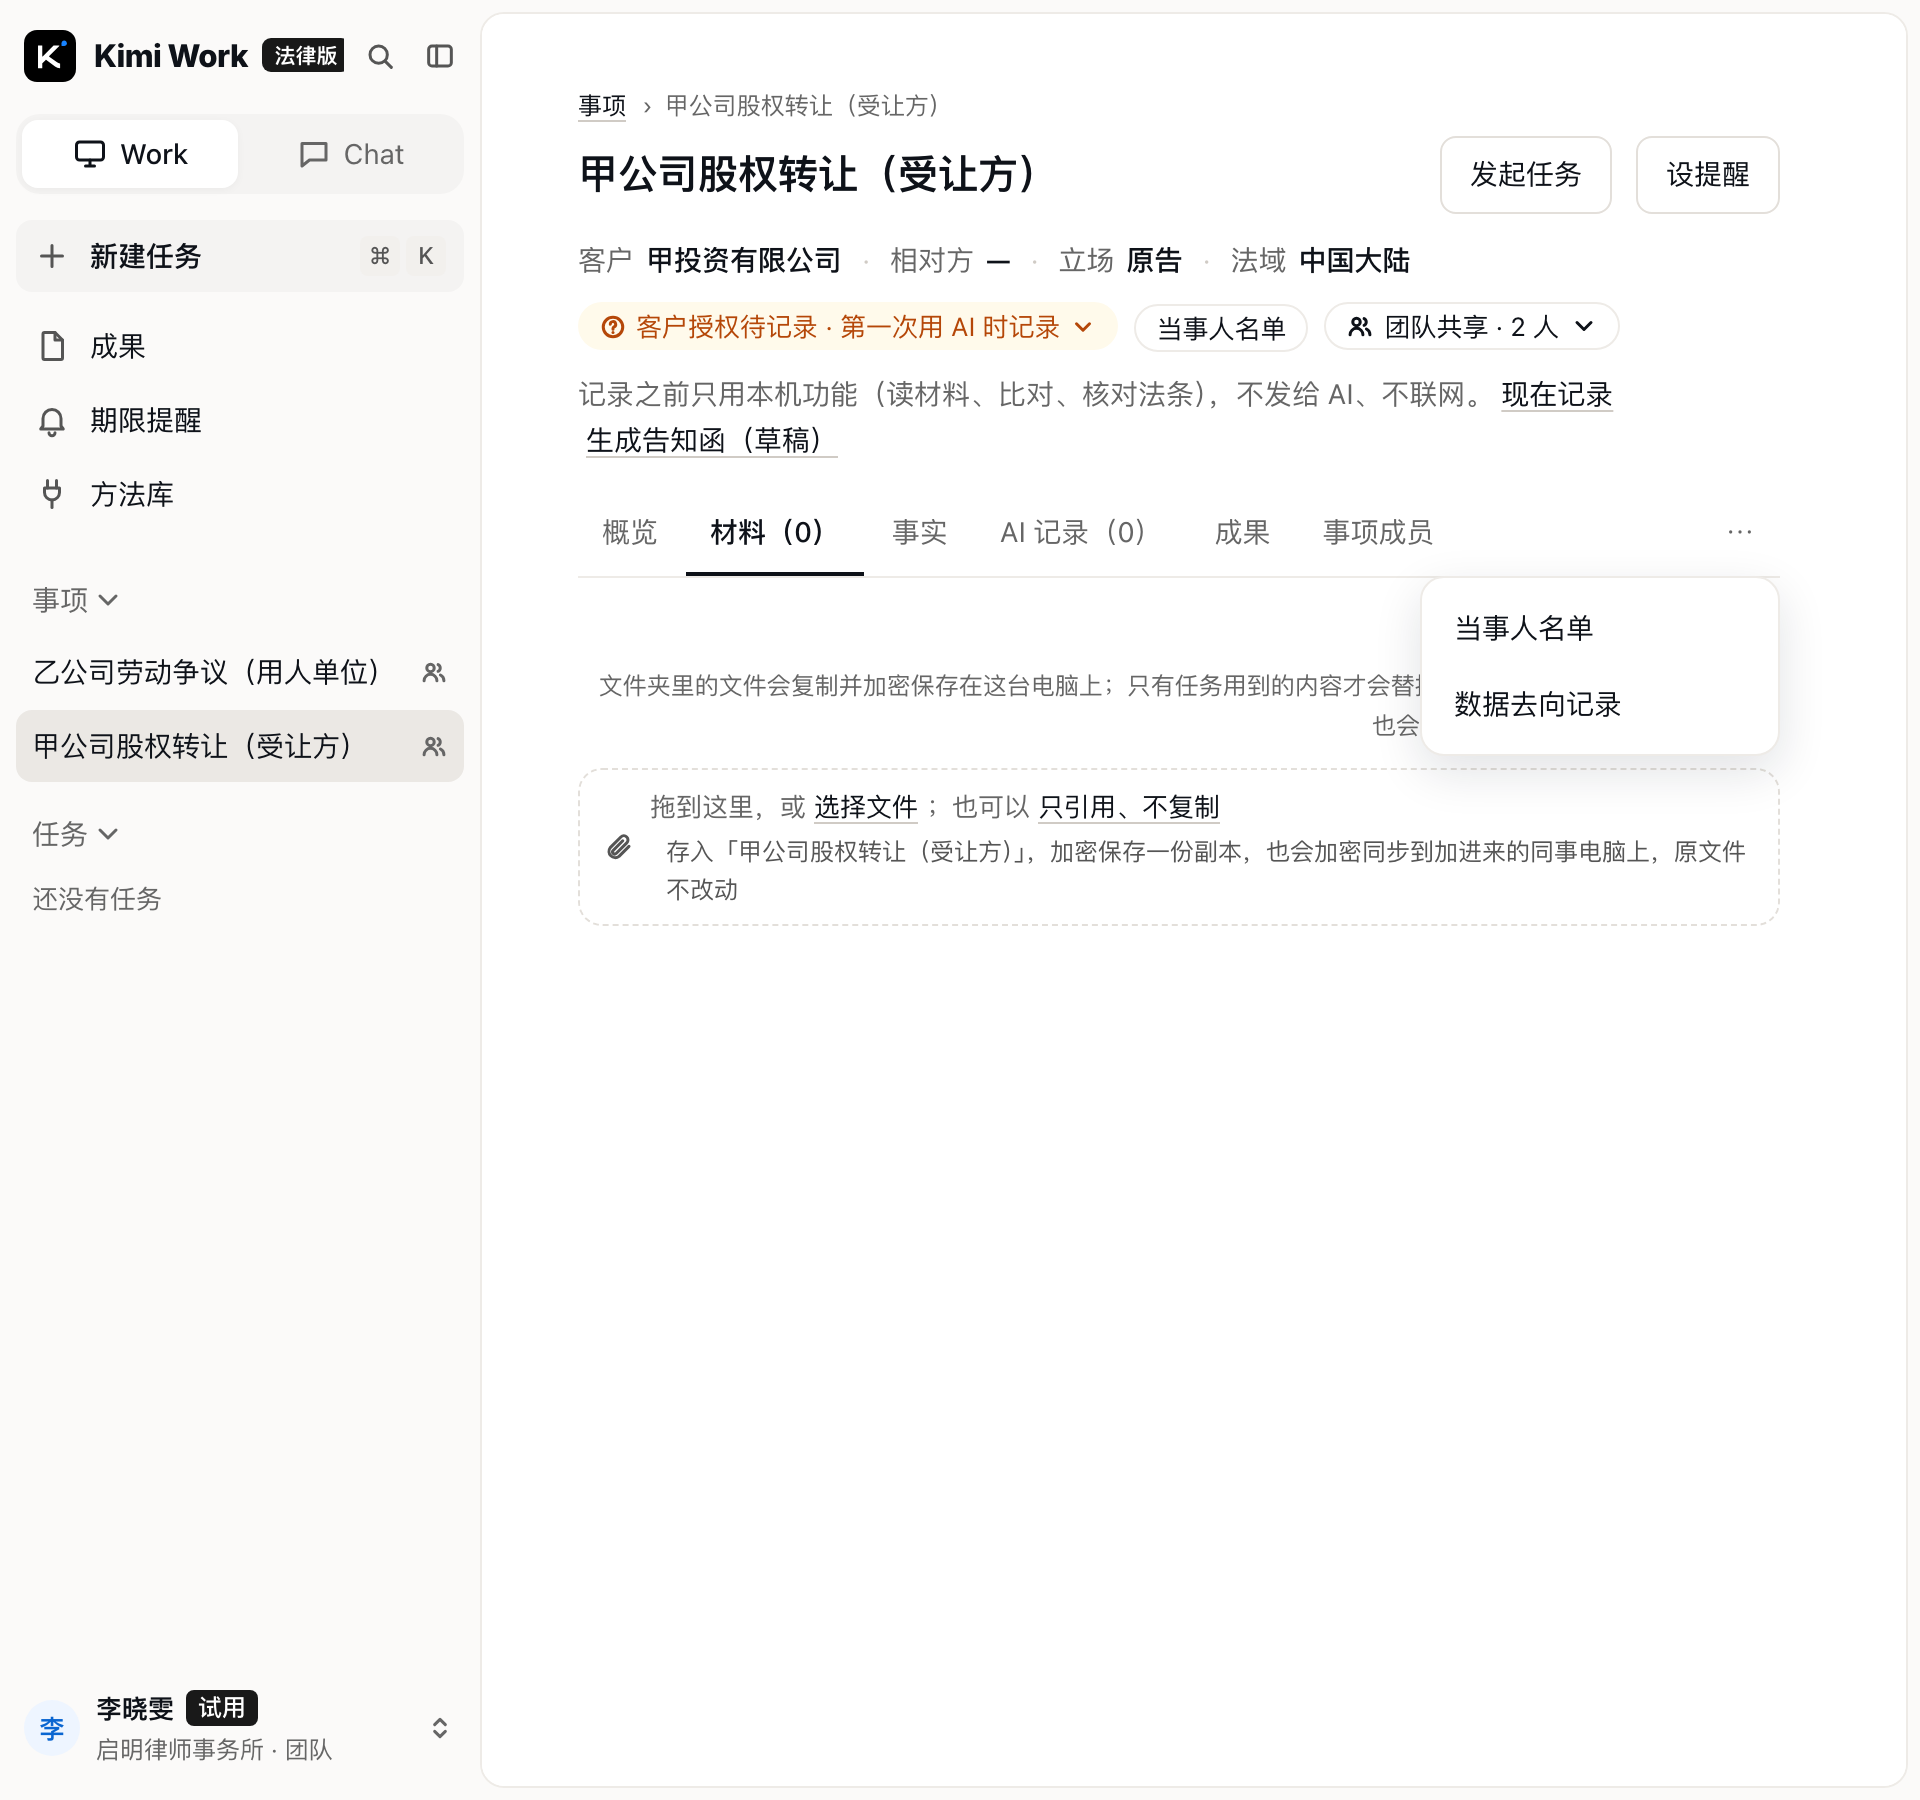 Kimi Work 法律版
Work Chat
新建任务 ⌘ K
成果
期限提醒
方法库
事项
乙公司劳动争议（用人单位）
甲公司股权转让（受让方）
任务
还没有任务
李 李晓雯 试用
启明律师事务所 · 团队
事项 › 甲公司股权转让（受让方）
甲公司股权转让（受让方）
发起任务 设提醒
客户 甲投资有限公司 · 相对方 — · 立场 原告 · 法域 中国大陆
客户授权待记录 · 第一次用 AI 时记录 当事人名单 团队共享 · 2 人
记录之前只用本机功能（读材料、比对、核对法条），不发给 AI、不联网。 现在记录
生成告知函（草稿）
概览 材料（0） 事实 AI 记录（0） 成果 事项成员 ···
当事人名单
数据去向记录
文件夹里的文件会复制并加密保存在这台电脑上；只有任务用到的内容才会替
也会
拖到这里，或 选择文件 ；也可以 只引用、不复制
存入「甲公司股权转让（受让方）」，加密保存一份副本，也会加密同步到加进来的同事电脑上，原文件
不改动